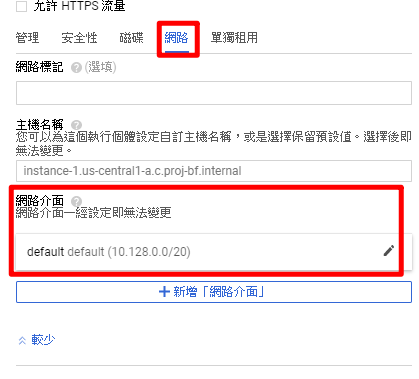 允許 HTTPS 流量
管理 安全性 磁碟 網路 單獨租用
網路標記 (選填)
主機名稱
您可以為這個執行個體設定自訂主機名稱，或是選擇保留預設值。選擇後即
無法變更。
instance-1.us-central1-a.c.proj-bf.internal
網路介面
網路介面一經設定即無法變更
default default (10.128.0.0/20)
新增「網路介面」
較少